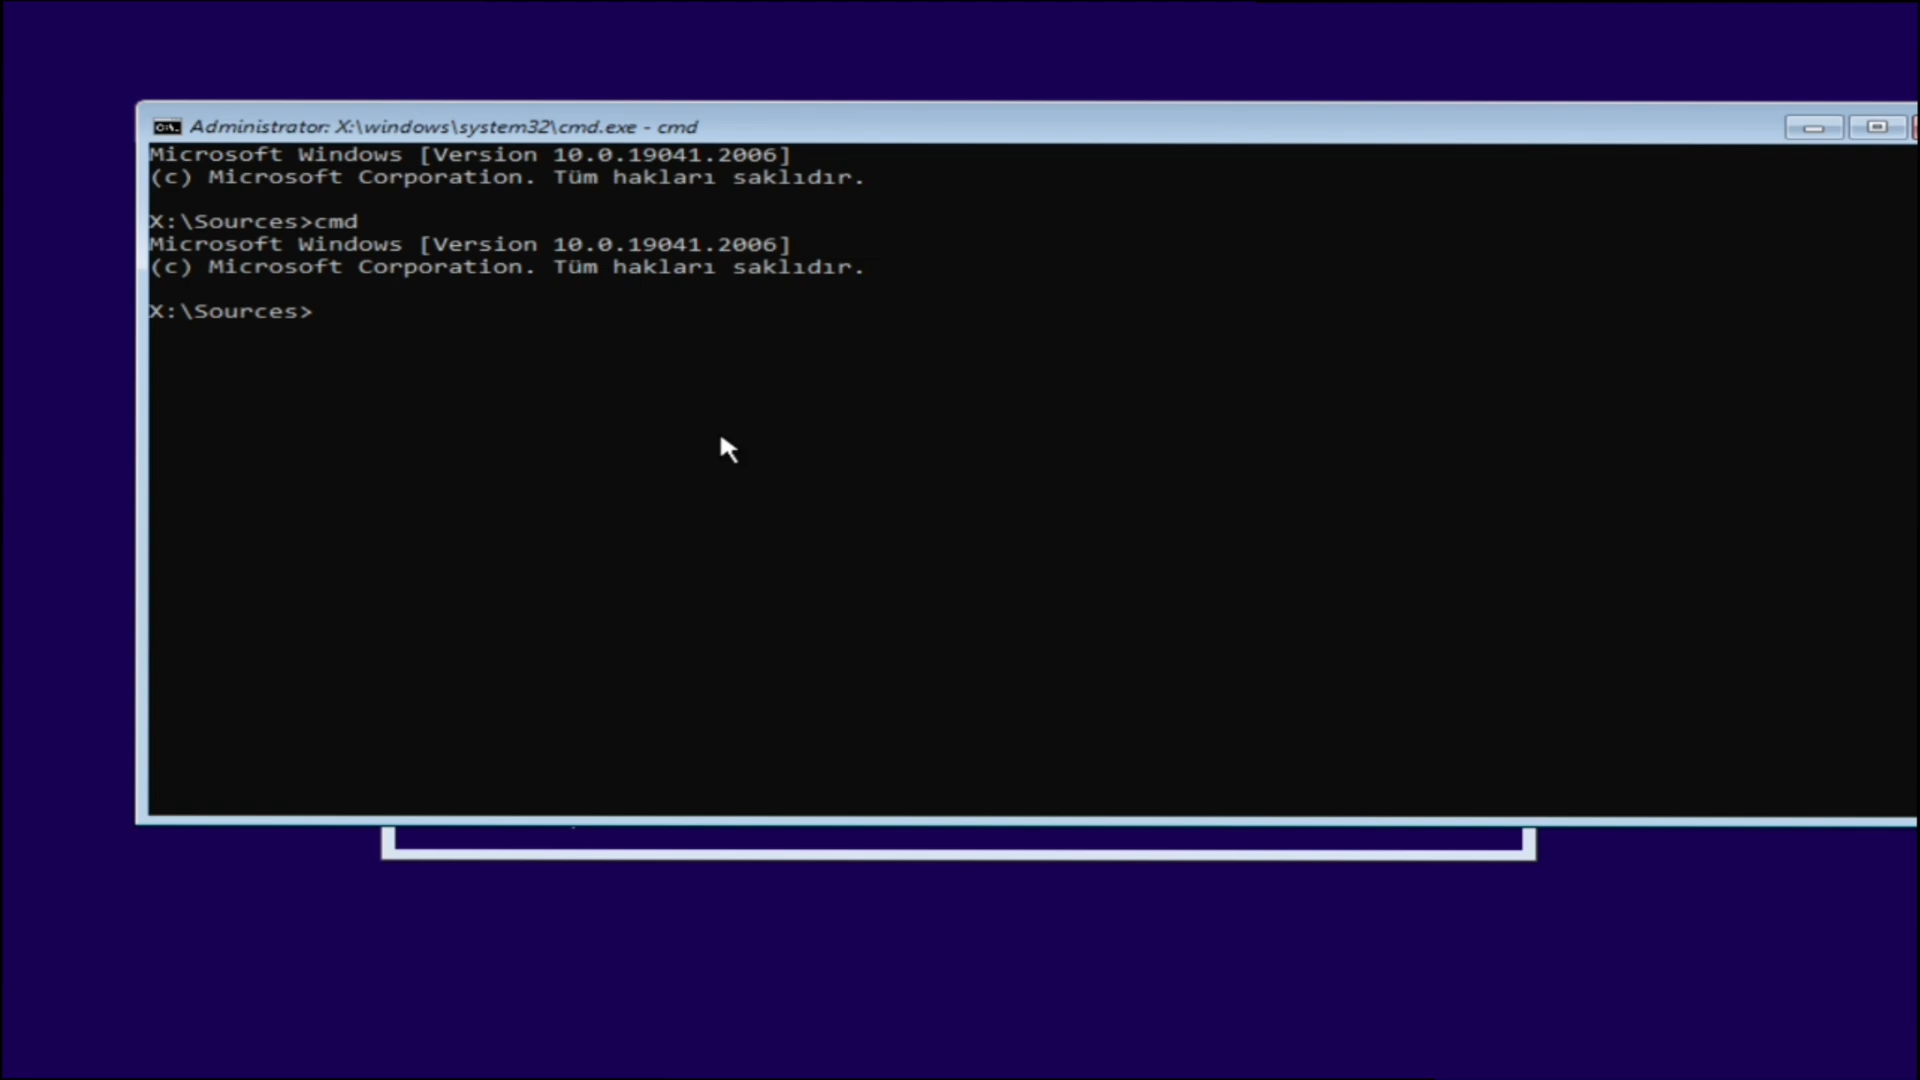 Administrator: X:\windows\system32\cmd.exe - cmd
Microsoft Windows [Version 10.0.19041.2006]
(c) Microsoft Corporation. Tüm hakları saklıdır.
X:\Sources>cmd
Microsoft Windows [Version 10.0.19041.2006]
(c) Microsoft Corporation. Tüm hakları saklıdır.
X:\Sources>